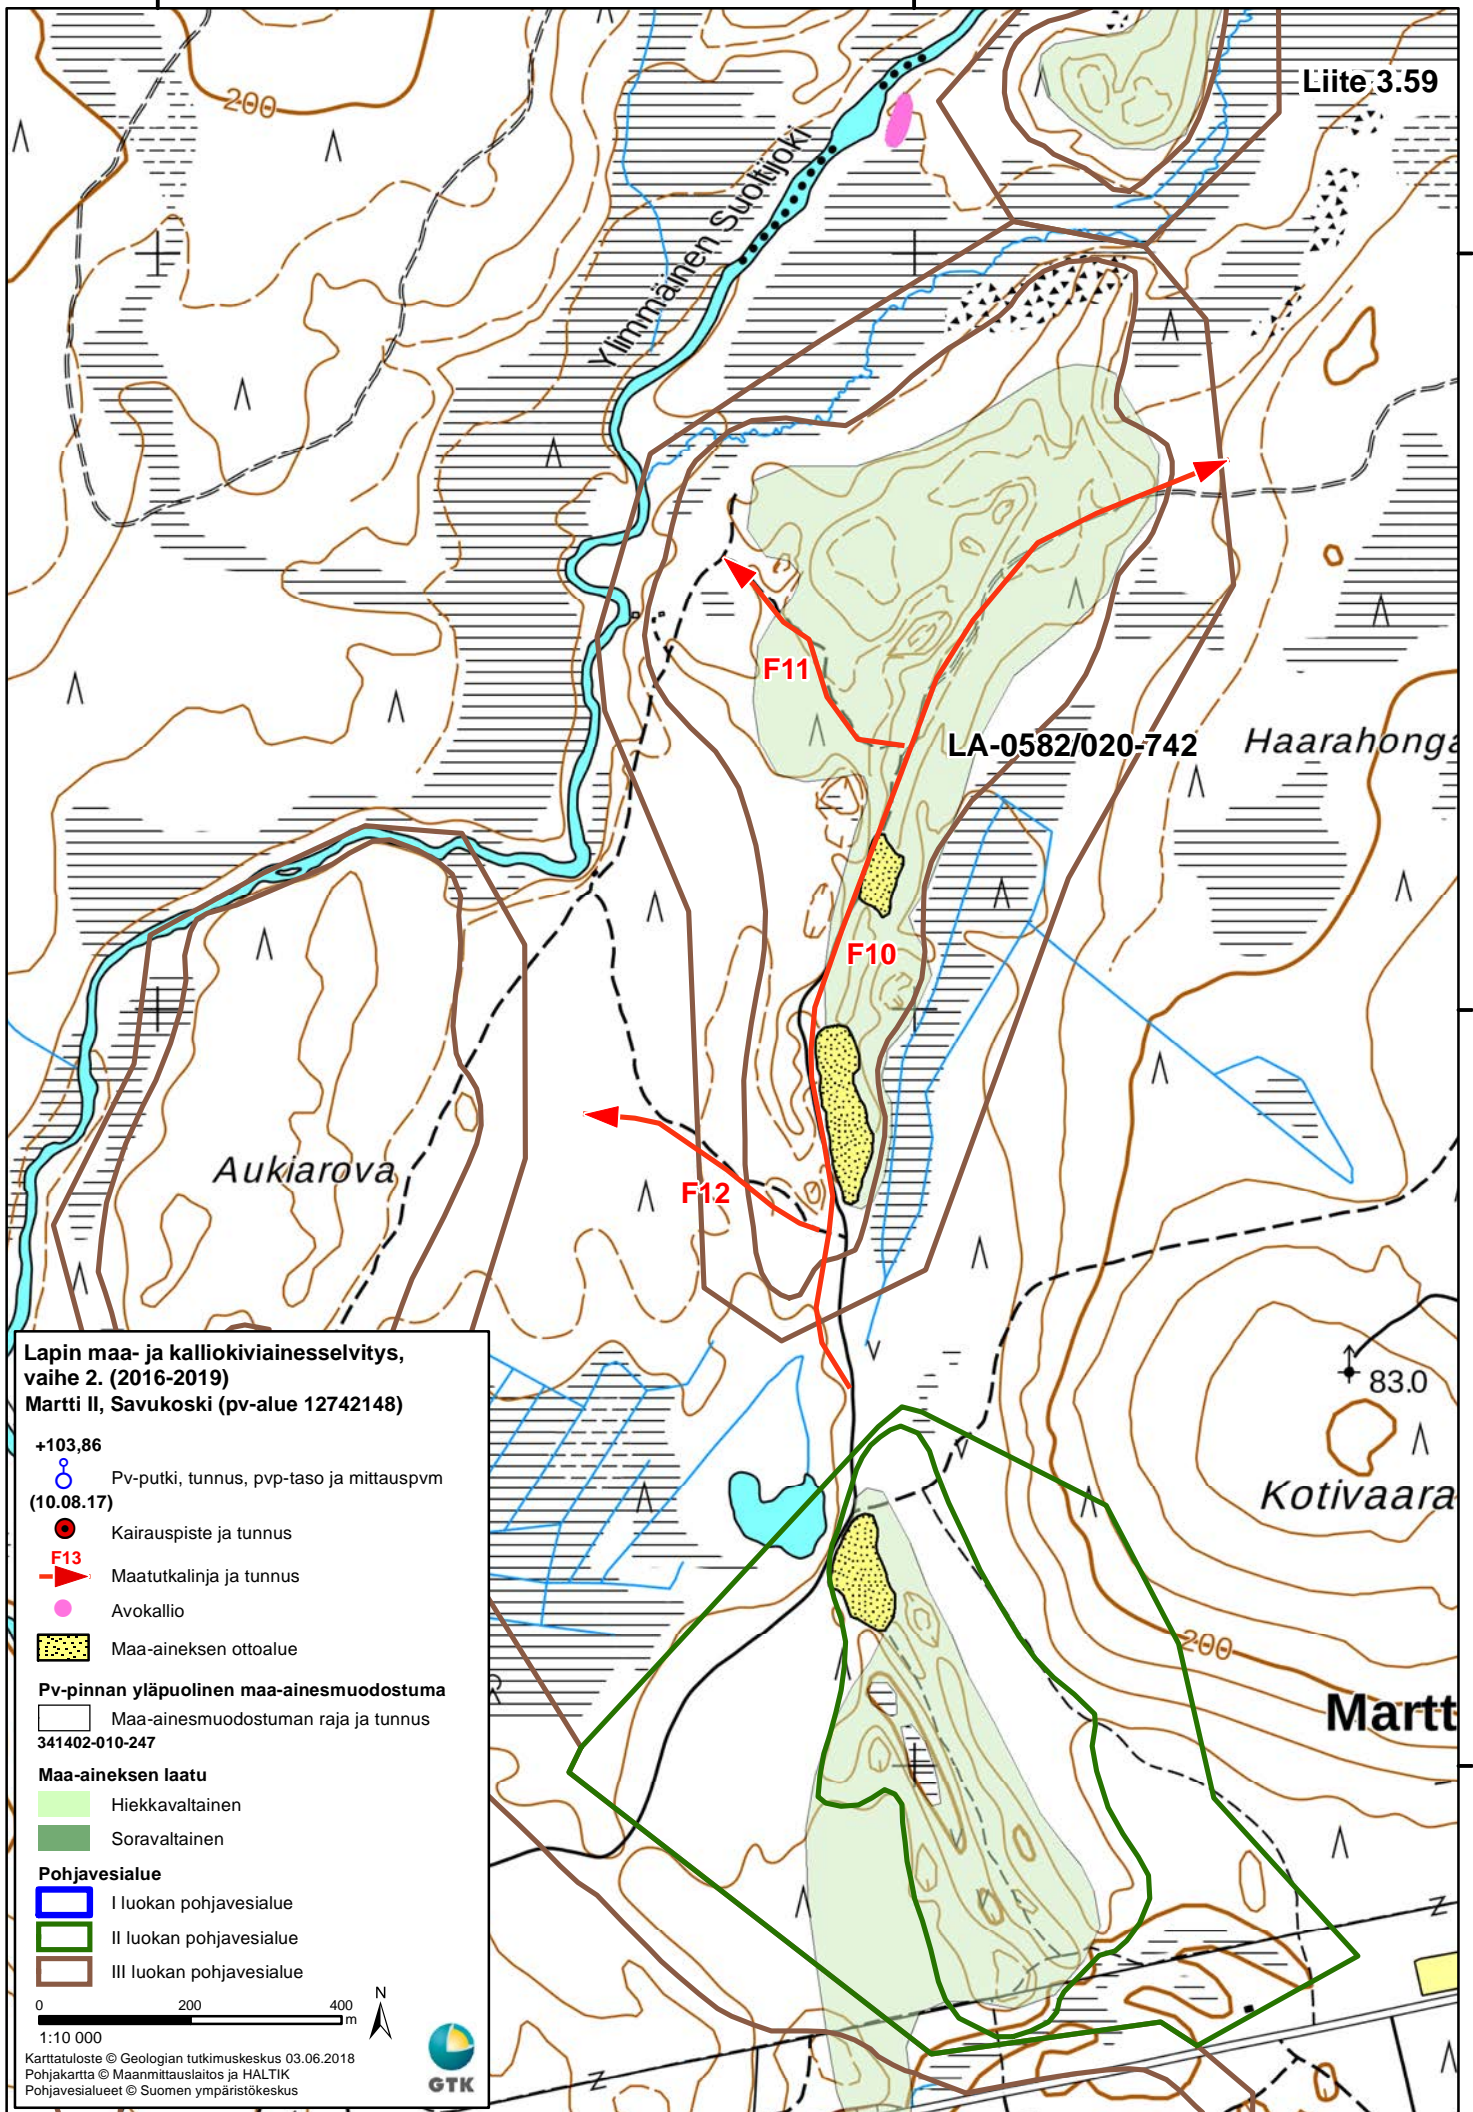 Liite 3.59
200
Ylimmäinen Suoltijoki
F11
LA-0582/020-742
Haarahonga
F10
Aukiarova
F12
83.0
Kotivaara
200
Martt
Lapin maa- ja kalliokiviainesselvitys,
vaihe 2. (2016-2019)
Martti II, Savukoski (pv-alue 12742148)
+103,86
Pv-putki, tunnus, pvp-taso ja mittauspvm
(10.08.17)
Kairauspiste ja tunnus
F13
Maatutkalinja ja tunnus
Avokallio
Maa-aineksen ottoalue
Pv-pinnan yläpuolinen maa-ainesmuodostuma
Maa-ainesmuodostuman raja ja tunnus
341402-010-247
Maa-aineksen laatu
Hiekkavaltainen
Soravaltainen
Pohjavesialue
I luokan pohjavesialue
II luokan pohjavesialue
III luokan pohjavesialue
N
0 200 400
m
1:10 000
Karttatuloste © Geologian tutkimuskeskus 03.06.2018
Pohjakartta © Maanmittauslaitos ja HALTIK
Pohjavesialueet © Suomen ympäristökeskus
GTK